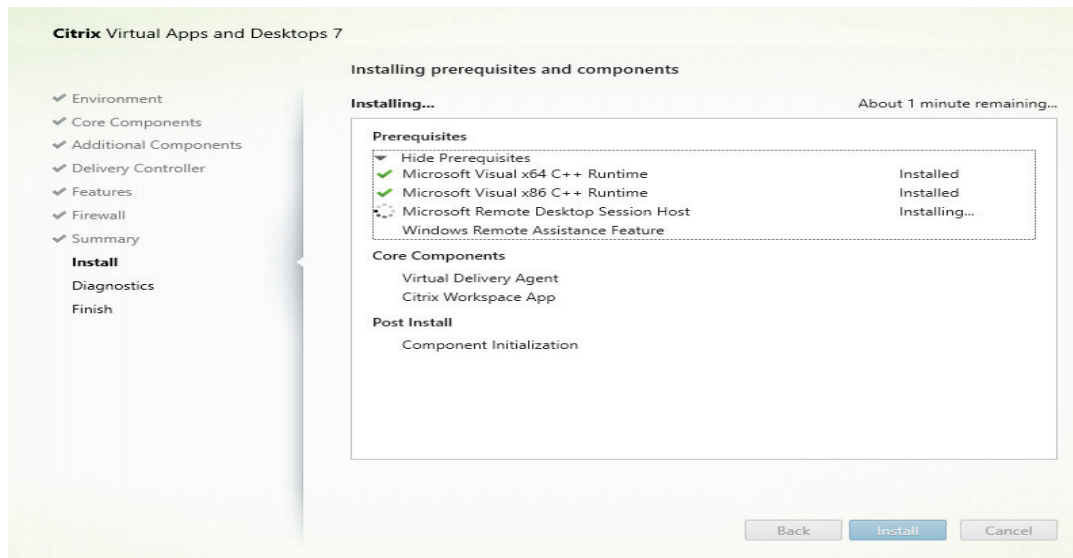 Citrix Virtual Apps and Desktops 7
Environment
Core Components
Additional Components
Delivery Controller
Features
Firewall
Summary
Install
Diagnostics
Finish
Installing prerequisites and components
Installing... About 1 minute remaining...
Prerequisites
Hide Prerequisites
Microsoft Visual x64 C++ Runtime Installed
Microsoft Visual x86 C++ Runtime Installed
Microsoft Remote Desktop Session Host Installing...
Windows Remote Assistance Feature
Core Components
Virtual Delivery Agent
Citrix Workspace App
Post Install
Component Initialization
Back Install Cancel